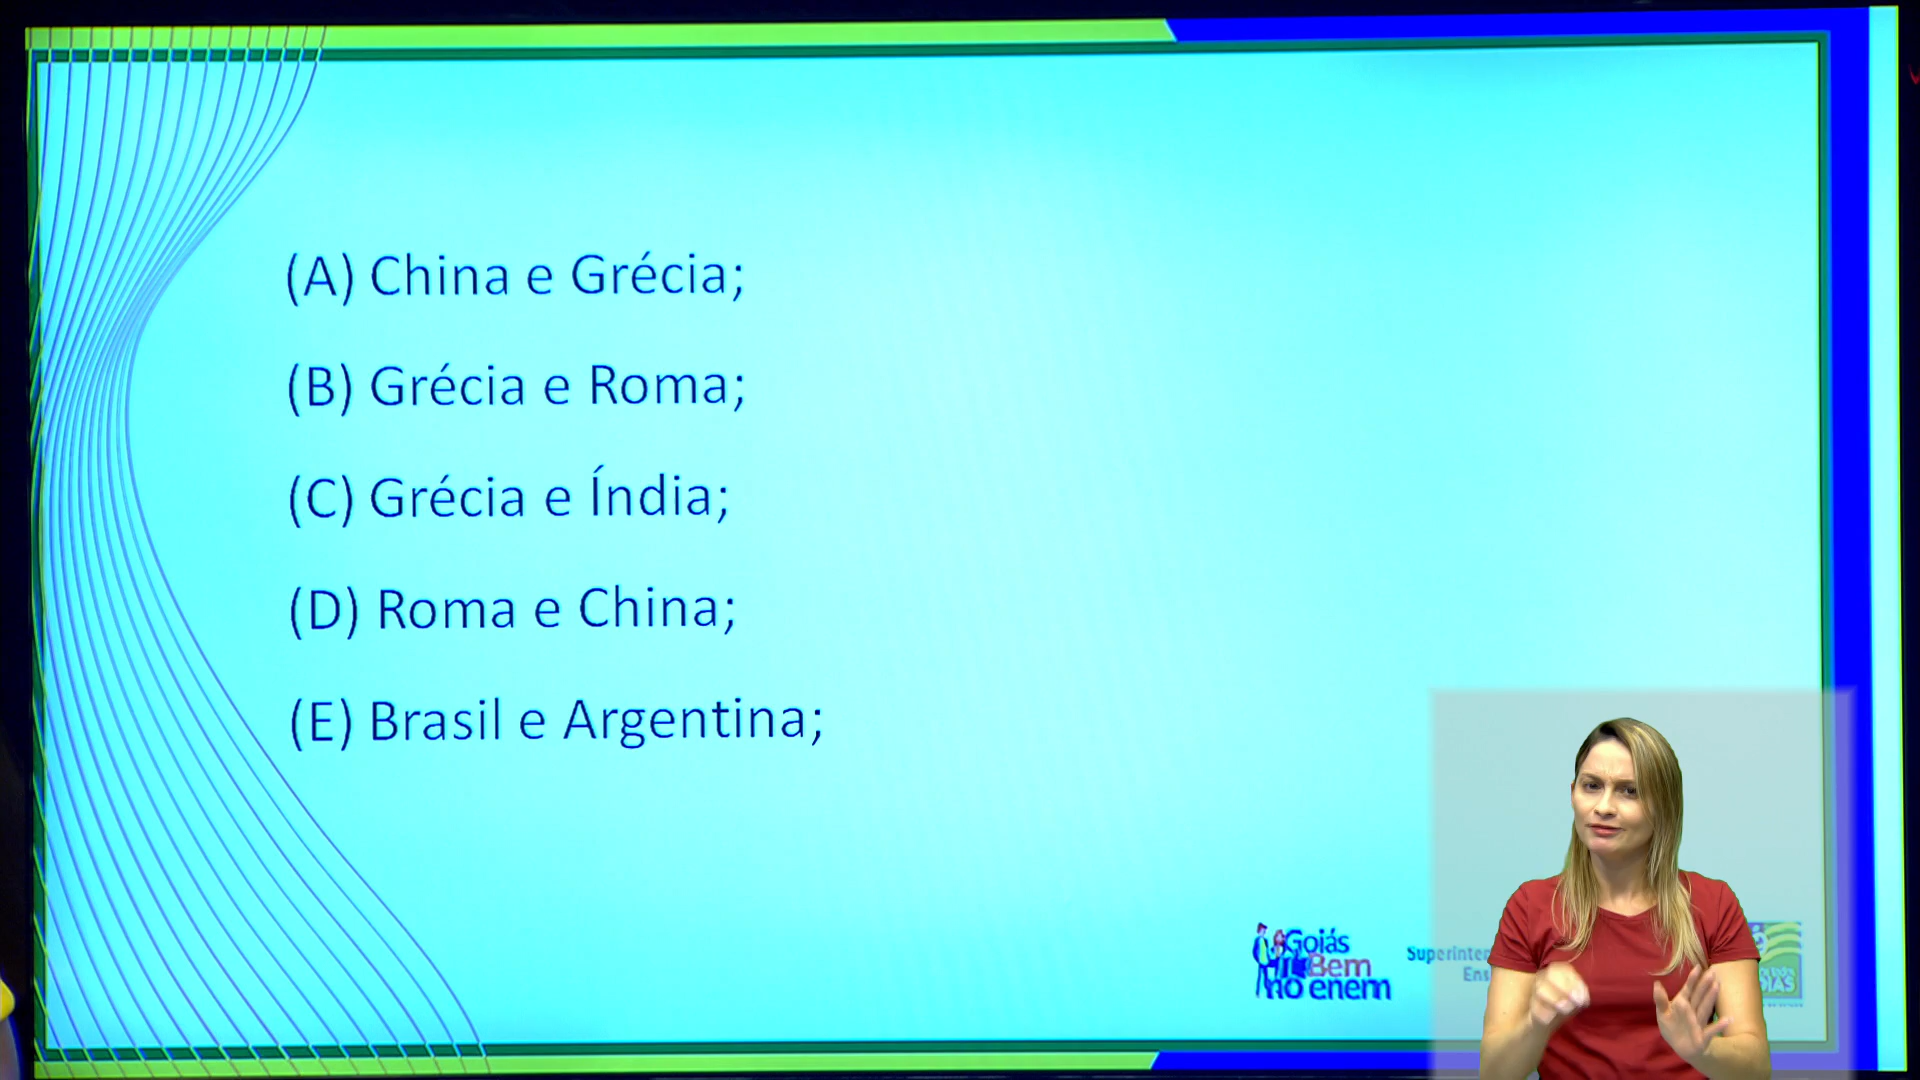 (A) China e Grécia;
(B) Grécia e Roma;
(C) Grécia e Índia;
(D) Roma e China;
(E) Brasil e Argentina;
Goiás
Bem
no enem